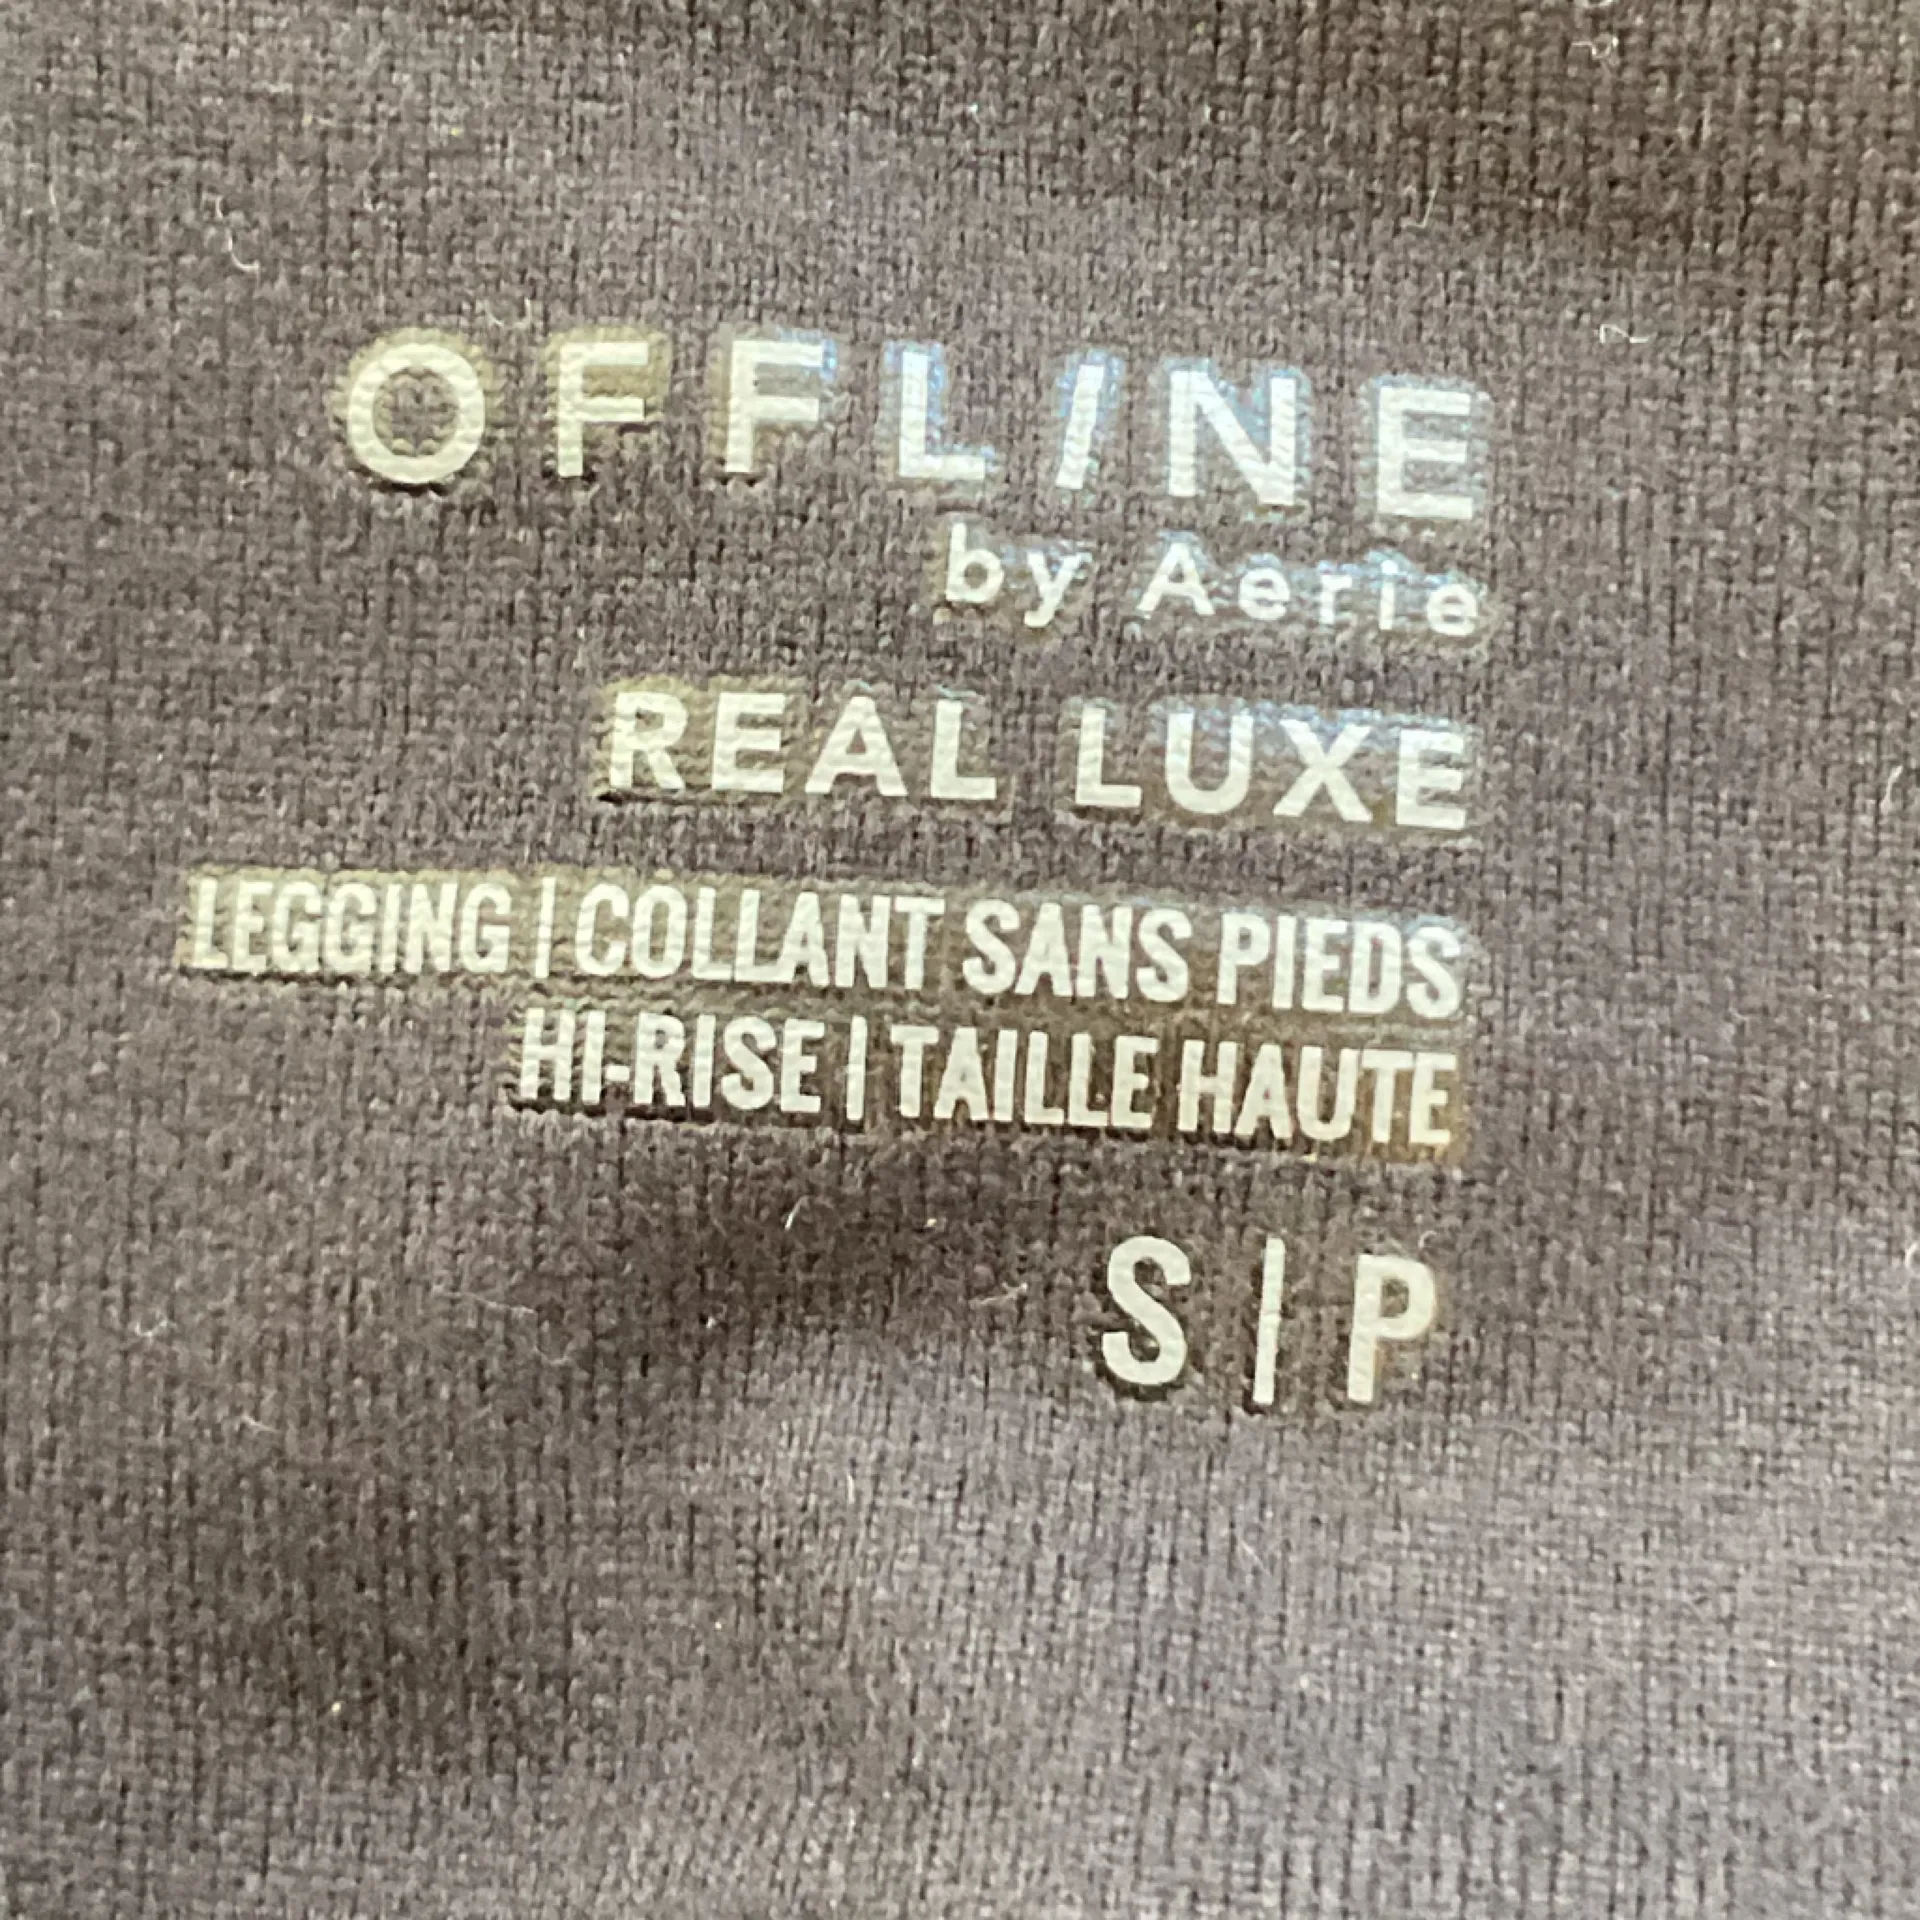 OFFLINE
by Aerie
REAL LUXE
LEGGING | COLLANT SANS PIEDS
HI-RISE | TAILLE HAUTE
S | P